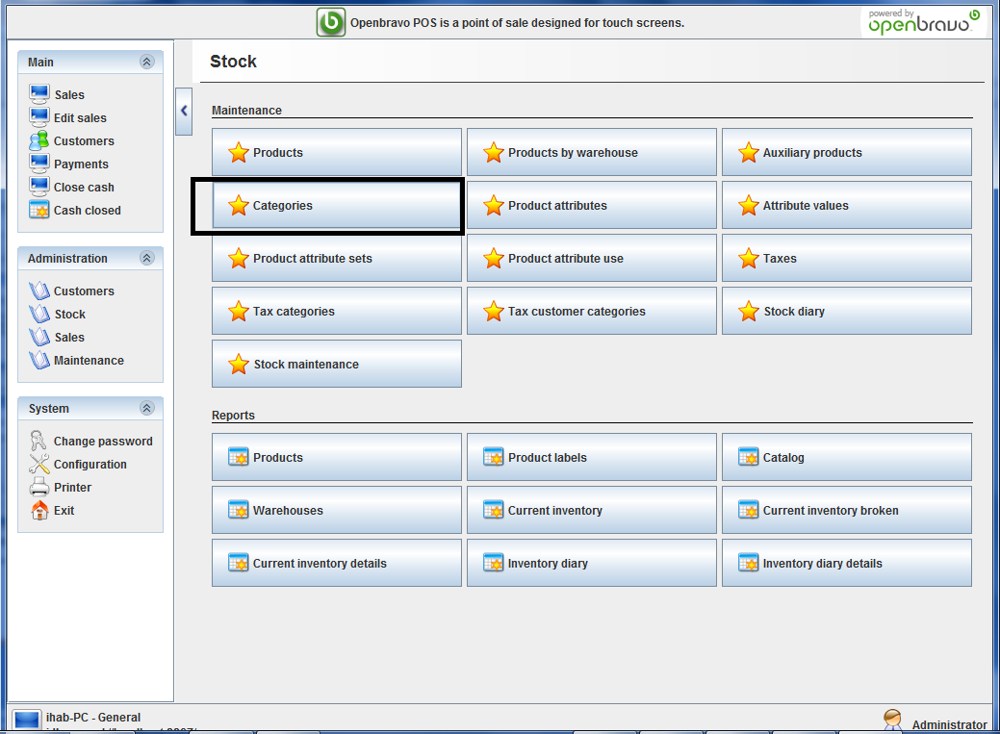 Openbravo POS is a point of sale designed for touch screens.
powered by
openbravo
Main
Sales
Edit sales
Customers
Payments
Close cash
Cash closed
Administration
Customers
Stock
Sales
Maintenance
System
Change password
Configuration
Printer
Exit
Stock
Maintenance
Products
Products by warehouse
Auxiliary products
Categories
Product attributes
Attribute values
Product attribute sets
Product attribute use
Taxes
Tax categories
Tax customer categories
Stock diary
Stock maintenance
Reports
Products
Product labels
Catalog
Warehouses
Current inventory
Current inventory broken
Current inventory details
Inventory diary
Inventory diary details
ihab-PC - General
Administrator